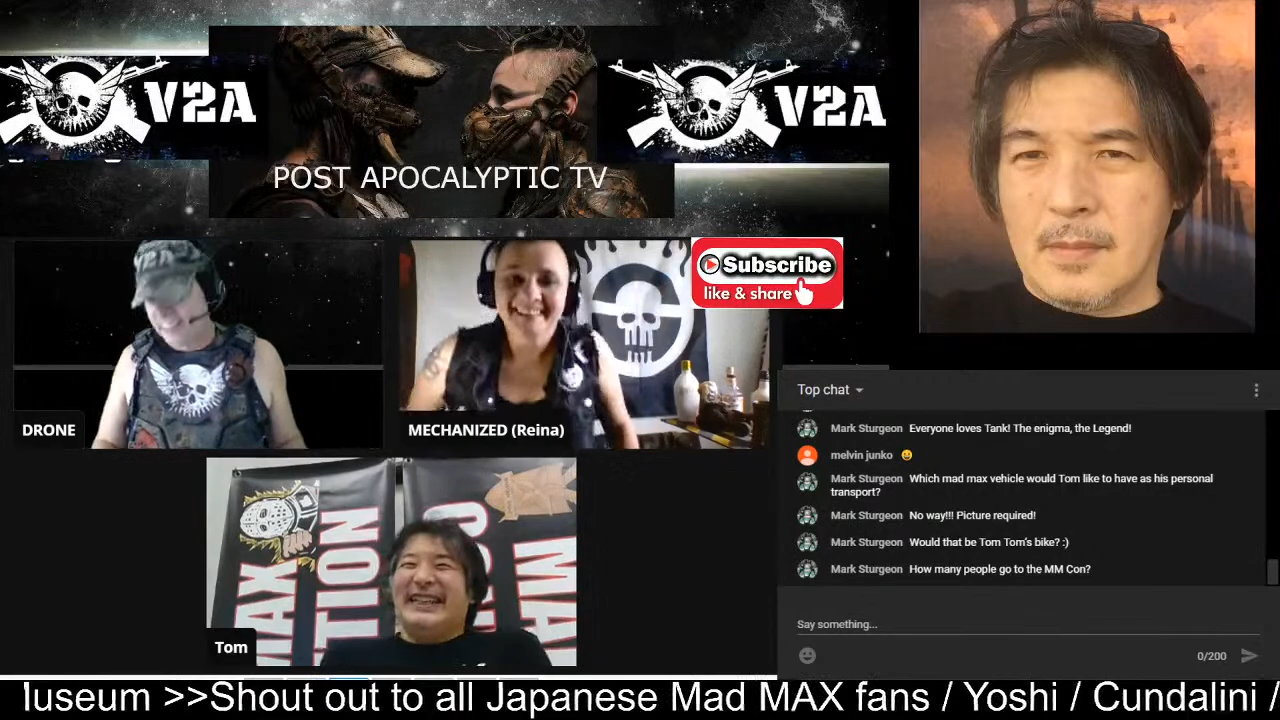 V2A
V2A
POST APOCALYPTIC TV
Subscribe
like & share
DRONE
MECHANIZED (Reina)
Tom
MAX
TION
MA
Top chat
Mark Sturgeon Everyone loves Tank! The enigma, the Legend!
melvin junko 😀
Mark Sturgeon Which mad max vehicle would Tom like to have as his personal
transport?
Mark Sturgeon No way!!! Picture required!
Mark Sturgeon Would that be Tom Tom's bike? :)
Mark Sturgeon How many people go to the MM Con?
Say something...
0/200
useum >>Shout out to all Japanese Mad MAX fans / Yoshi / Cundalini /